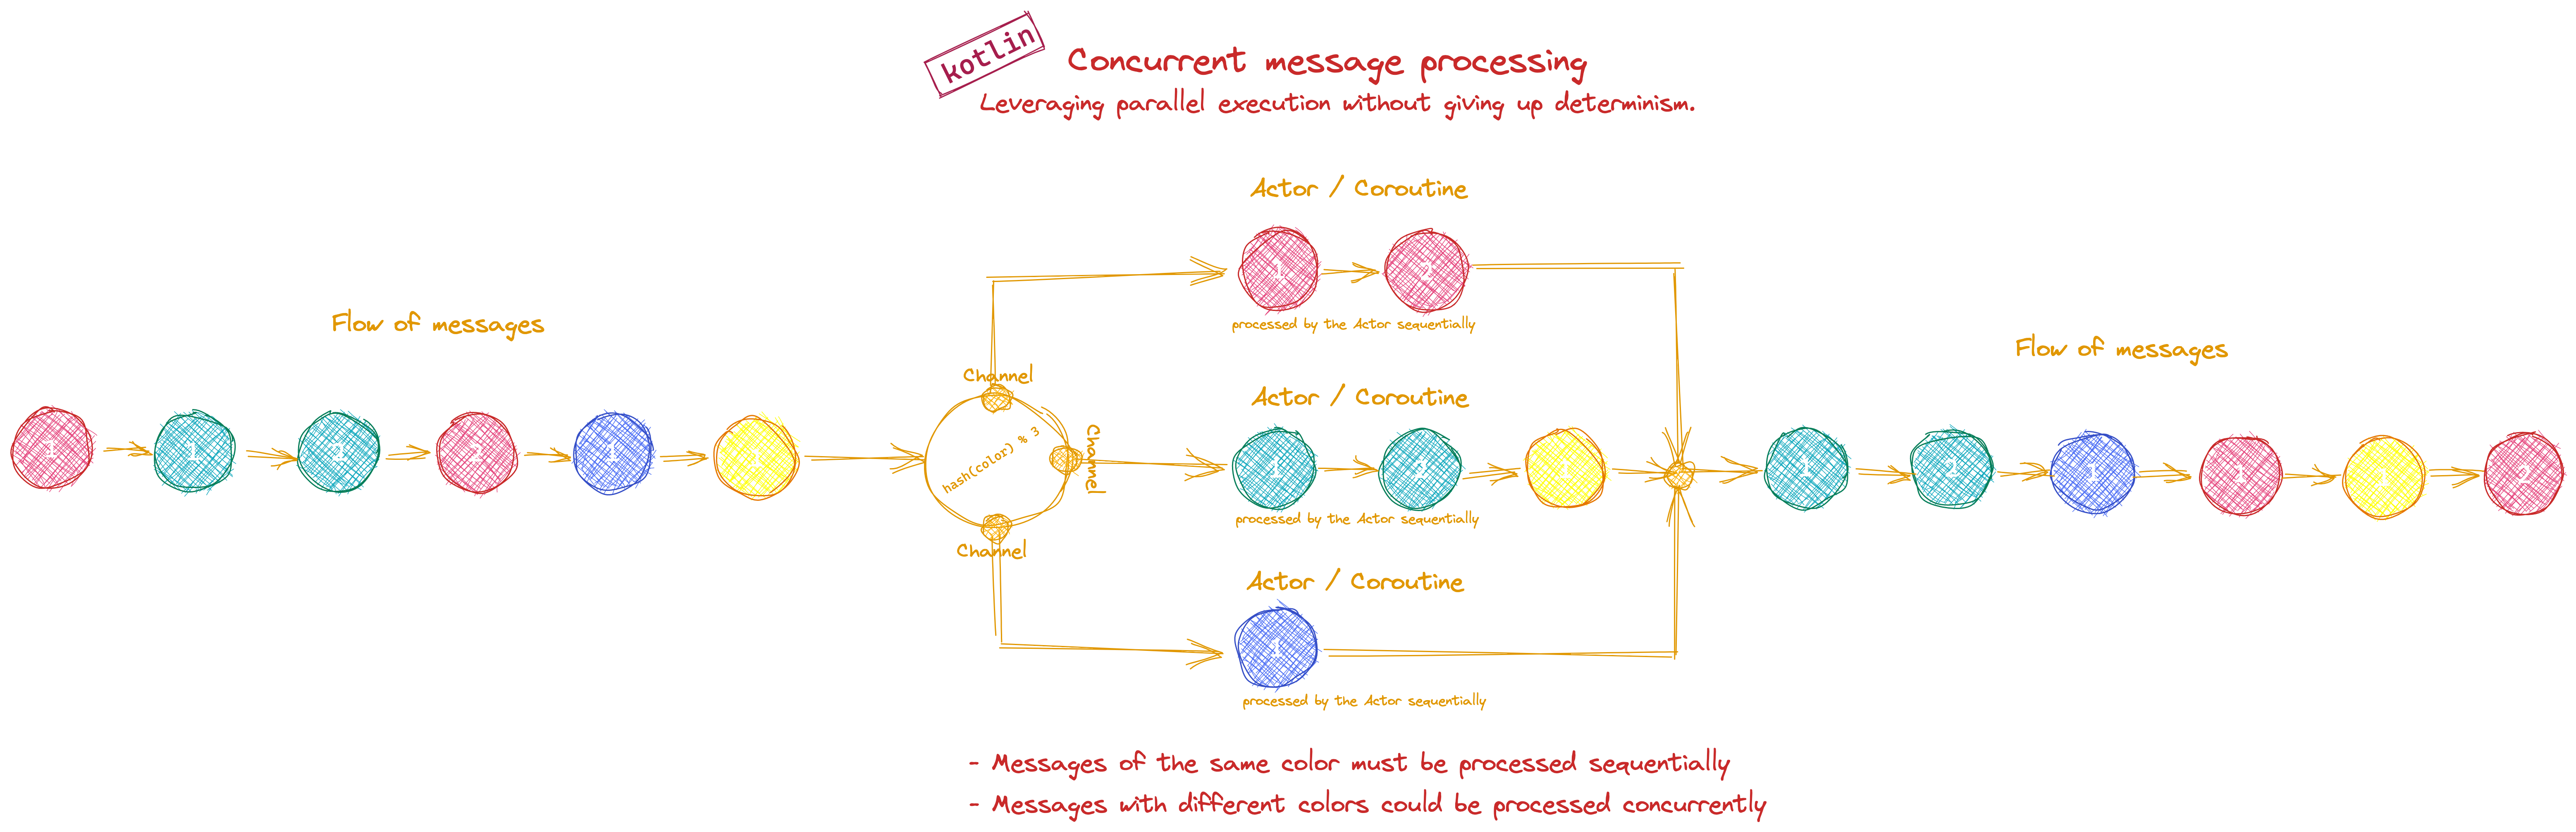 kotlin
Concurrent message processing
Leveraging parallel execution without giving up determinism.
Actor / Coroutine
1
2
processed by the Actor sequentially
Flow of messages
1
1
2
2
1
1
Channel
hash(color) % 3
Channel
Channel
Actor / Coroutine
1
2
1
processed by the Actor sequentially
Actor / Coroutine
1
processed by the Actor sequentially
Flow of messages
1
2
1
1
1
2
- Messages of the same color must be processed sequentially
- Messages with different colors could be processed concurrently